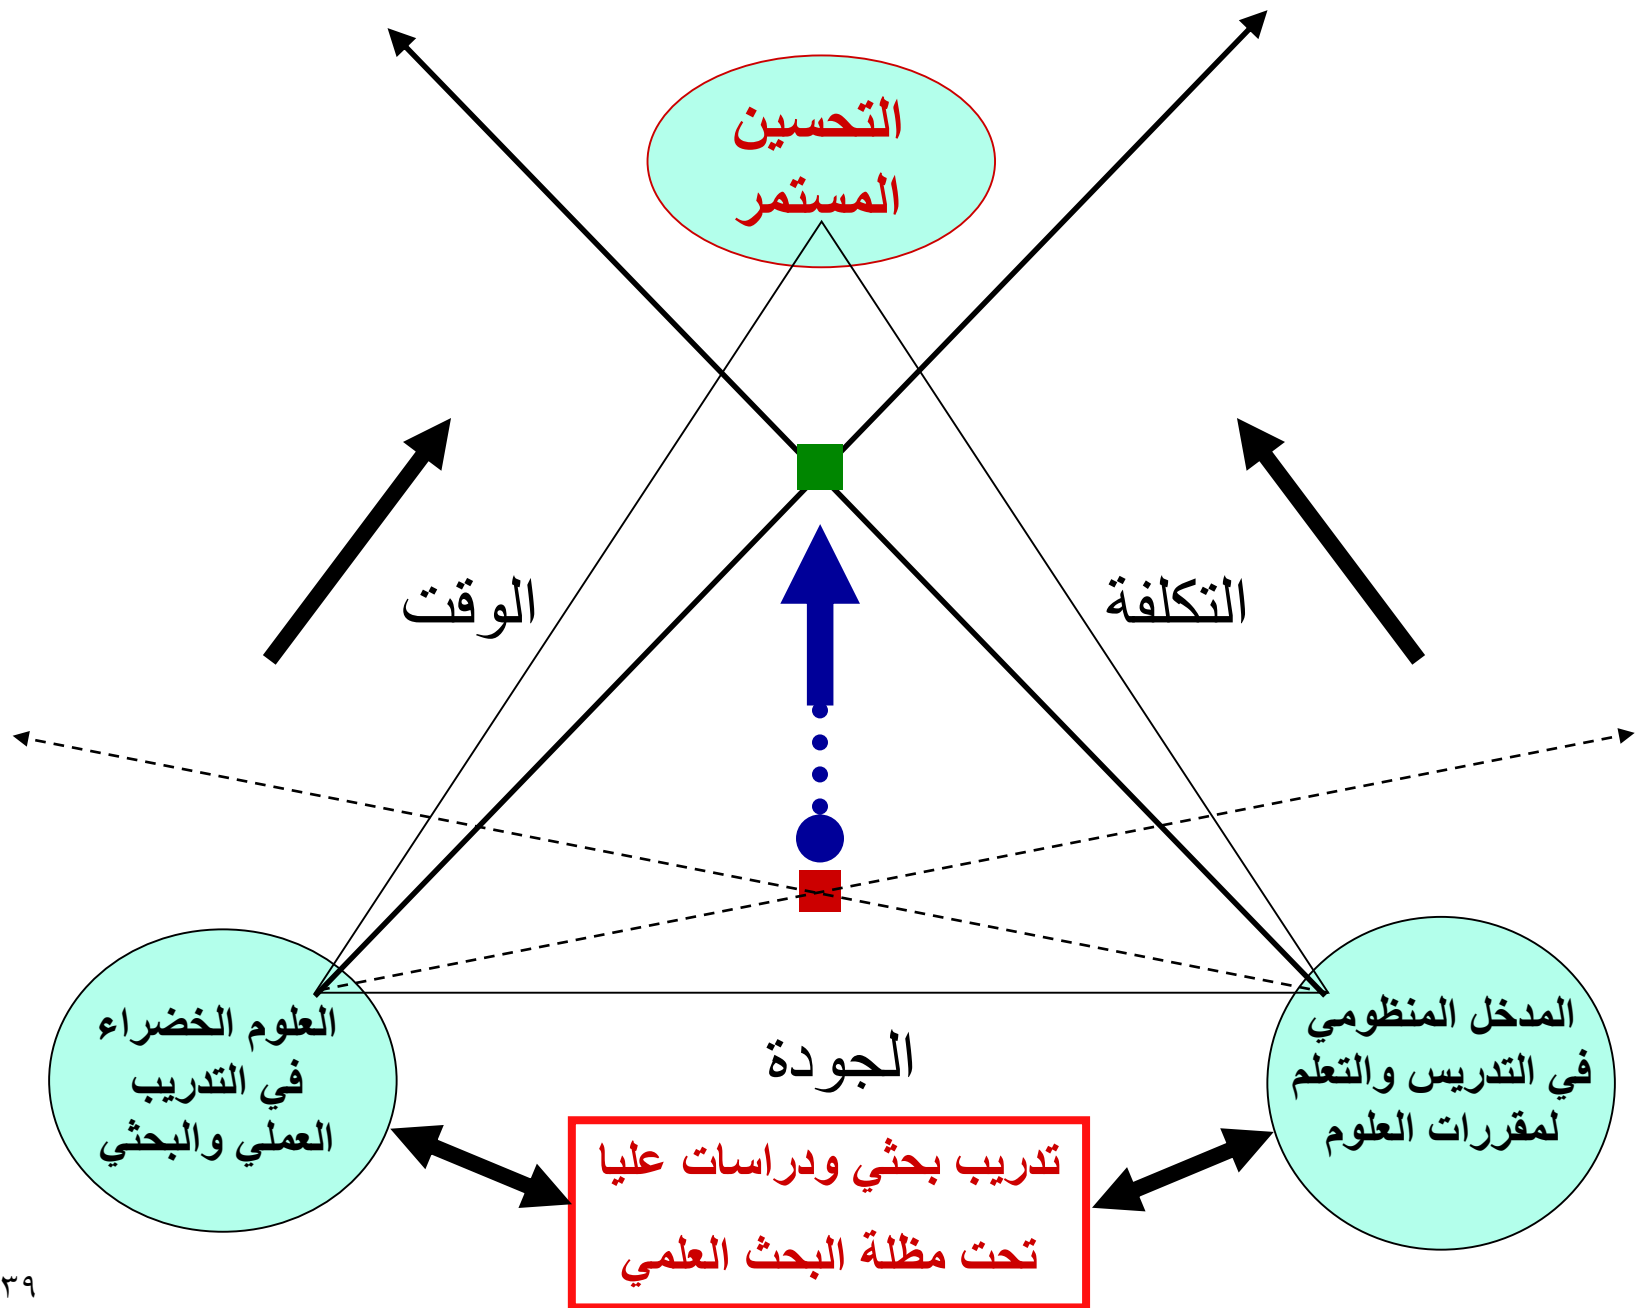 التحسين
المستمر
التكلفة
الوقت
المدخل المنظومي
في التدريس والتعلم
لمقررات العلوم
العلوم الخضراء
في التدريب
العملي والبحثي
الجودة
تدريب بحثي ودراسات عليا
تحت مظلة البحث العلمي
٣٩